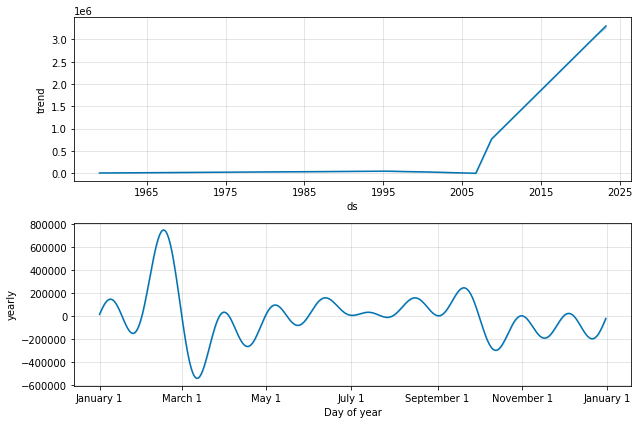 1e6
3.0
2.5
2.0
1.5
1.0
0.5
0.0
trend
1965 1975 1985 1995 2005 2015 2025
ds
800000
600000
400000
200000
0
−200000
−400000
−600000
yearly
January 1 March 1 May 1 July 1 September 1 November 1 January 1
Day of year